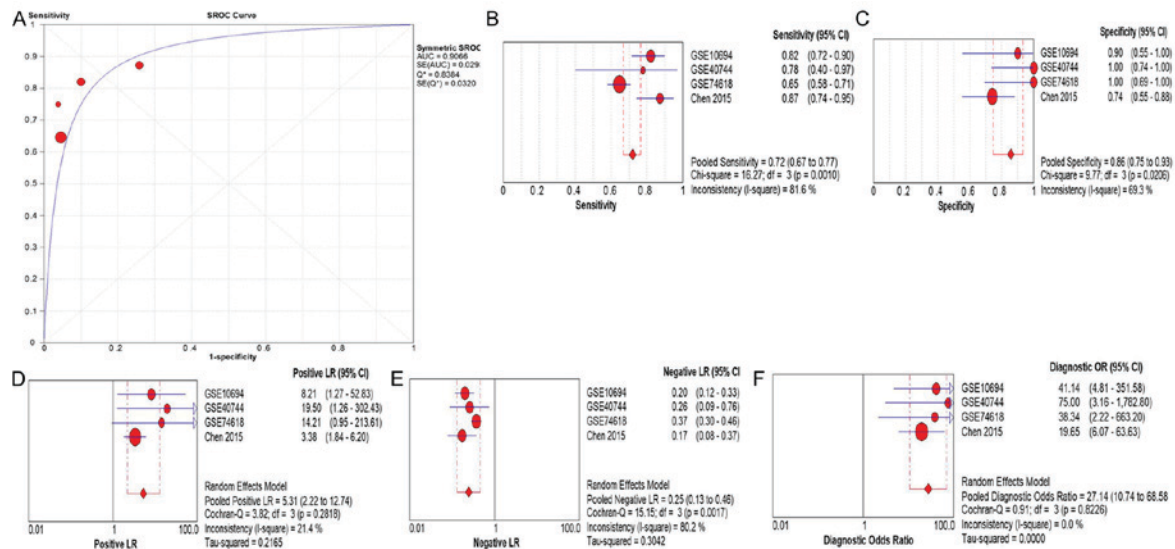 A
Sensitivity
SROC Curve
1
0.9
0.8
0.7
0.6
0.5
0.4
0.3
0.2
0.1
0
0 0.2 0.4 0.6 0.8 1
1-specificity
Symmetric SROC
AUC = 0.9066
SE(AUC) = 0.029
Q* = 0.8384
SE(Q*) = 0.0320
B
Sensitivity (95% CI)
GSE10694 0.82 (0.72 - 0.90)
GSE40744 0.78 (0.40 - 0.97)
GSE74618 0.65 (0.58 - 0.71)
Chen 2015 0.87 (0.74 - 0.95)
Pooled Sensitivity = 0.72 (0.67 to 0.77)
Chi-square = 16.27; df = 3 (p = 0.0010)
Inconsistency (I-square) = 81.6 %
0 0.2 0.4 0.6 0.8 1
Sensitivity
C
Specificity (95% CI)
GSE10694 0.90 (0.55 - 1.00)
GSE40744 1.00 (0.74 - 1.00)
GSE74618 1.00 (0.69 - 1.00)
Chen 2015 0.74 (0.55 - 0.88)
Pooled Specificity = 0.86 (0.75 to 0.93)
Chi-square = 9.77; df = 3 (p = 0.0206)
Inconsistency (I-square) = 69.3 %
0 0.2 0.4 0.6 0.8 1
Specificity
D
Positive LR (95% CI)
GSE10694 8.21 (1.27 - 52.83)
GSE40744 19.50 (1.26 - 302.43)
GSE74618 14.21 (0.95 - 213.61)
Chen 2015 3.38 (1.84 - 6.20)
Random Effects Model
Pooled Positive LR = 5.31 (2.22 to 12.74)
Cochran-Q = 3.82; df = 3 (p = 0.2818)
Inconsistency (I-square) = 21.4 %
Tau-squared = 0.2165
0.01 1 100.0
Positive LR
E
Negative LR (95% CI)
GSE10694 0.20 (0.12 - 0.33)
GSE40744 0.26 (0.09 - 0.76)
GSE74618 0.37 (0.30 - 0.46)
Chen 2015 0.17 (0.08 - 0.37)
Random Effects Model
Pooled Negative LR = 0.25 (0.13 to 0.46)
Cochran-Q = 15.15; df = 3 (p = 0.0017)
Inconsistency (I-square) = 80.2 %
Tau-squared = 0.3042
0.01 1 100.0
Negative LR
F
Diagnostic OR (95% CI)
GSE10694 41.14 (4.81 - 351.58)
GSE40744 75.00 (3.16 - 1,782.80)
GSE74618 38.34 (2.22 - 663.20)
Chen 2015 19.65 (6.07 - 63.63)
Random Effects Model
Pooled Diagnostic Odds Ratio = 27.14 (10.74 to 68.58
Cochran-Q = 0.91; df = 3 (p = 0.8226)
Inconsistency (I-square) = 0.0 %
Tau-squared = 0.0000
0.01 1 100.0
Diagnostic Odds Ratio